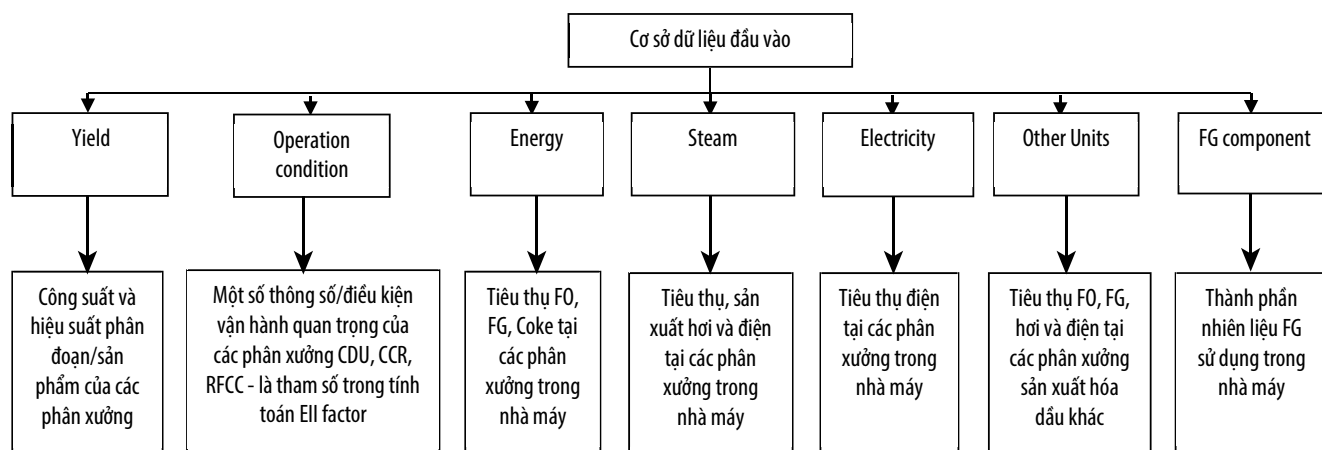 Cơ sở dữ liệu đầu vào
Yield
Operation
condition
Energy
Steam
Electricity
Other Units
FG component
Công suất và
hiệu suất phân
đoạn/sản
phẩm của các
phân xưởng
Một số thông số/điều kiện
vận hành quan trọng của
các phân xưởng CDU, CCR,
RFCC - là tham số trong tính
toán EII factor
Tiêu thụ FO,
FG, Coke tại
các phân
xưởng trong
nhà máy
Tiêu thụ, sản
xuất hơi và điện
tại các phân
xưởng trong
nhà máy
Tiêu thụ điện
tại các phân
xưởng trong
nhà máy
Tiêu thụ FO, FG,
hơi và điện tại
các phân xưởng
sản xuất hóa
dầu khác
Thành phần
nhiên liệu FG
sử dụng trong
nhà máy